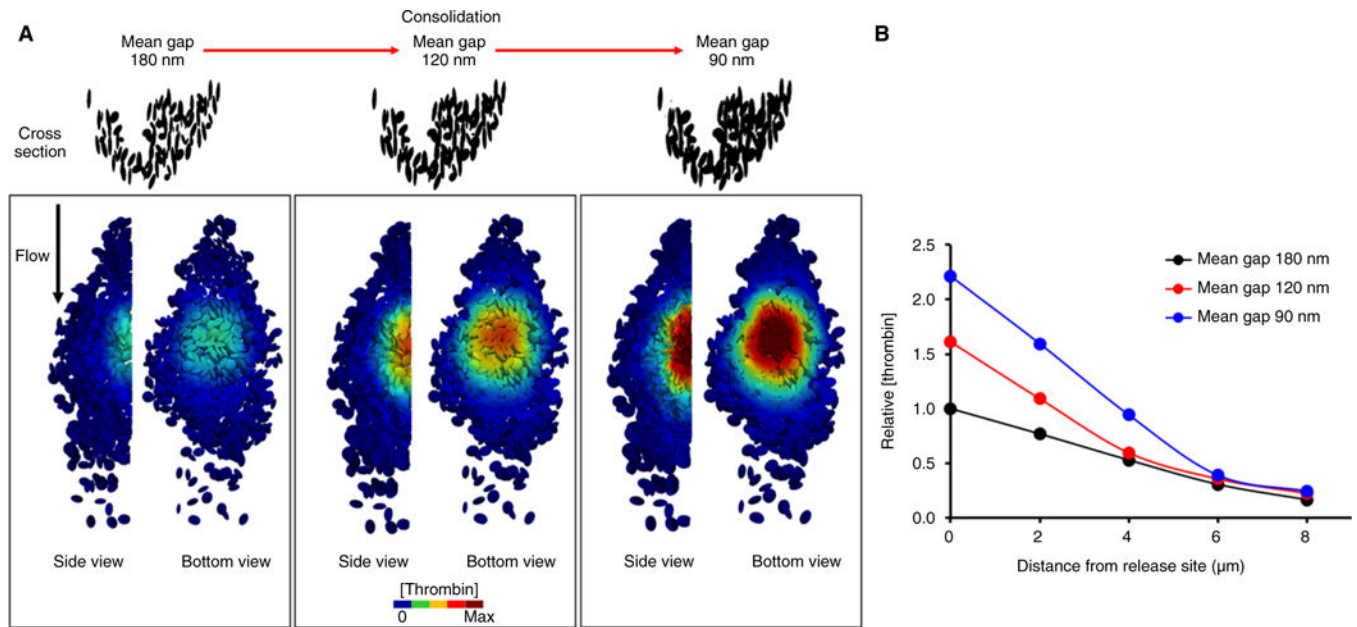 A
Consolidation
Mean gap
180 nm
Mean gap
120 nm
Mean gap
90 nm
Cross
section
Flow
Side view
Bottom view
Side view
Bottom view
Side view
Bottom view
[Thrombin]
0
Max
B
Relative [thrombin]
2.5
2.0
1.5
1.0
0.5
0.0
0
2
4
6
8
Distance from release site (µm)
Mean gap 180 nm
Mean gap 120 nm
Mean gap 90 nm